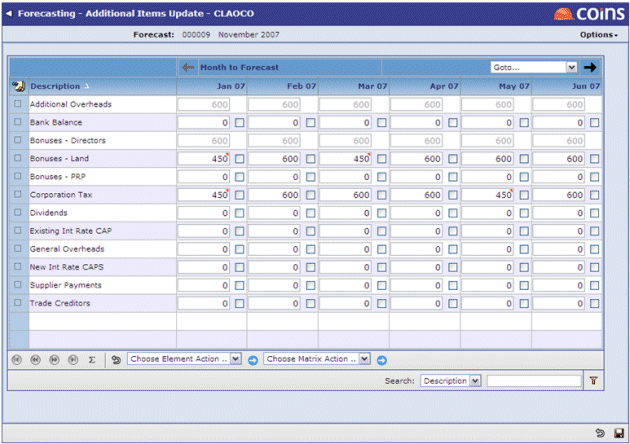 Forecasting - Additional Items Update - CLAOCO coins
Forecast: 000009 November 2007 Options
Month to Forecast Goto...
Description Jan 07 Feb 07 Mar 07 Apr 07 May 07 Jun 07
Additional Overheads 600 600 600 600 600 600
Bank Balance 0 0 0 0 0 0
Bonuses - Directors 600 600 600 600 600 600
Bonuses - Land 450 600 450 600 600 600
Bonuses - PRP 0 0 0 0 0 0
Corporation Tax 450 600 600 600 450 600
Dividends 0 0 0 0 0 0
Existing Int Rate CAP 0 0 0 0 0 0
General Overheads 0 0 0 0 0 0
New Int Rate CAPS 0 0 0 0 0 0
Supplier Payments 0 0 0 0 0 0
Trade Creditors 0 0 0 0 0 0
Σ Choose Element Action .. Choose Matrix Action ..
Search: Description